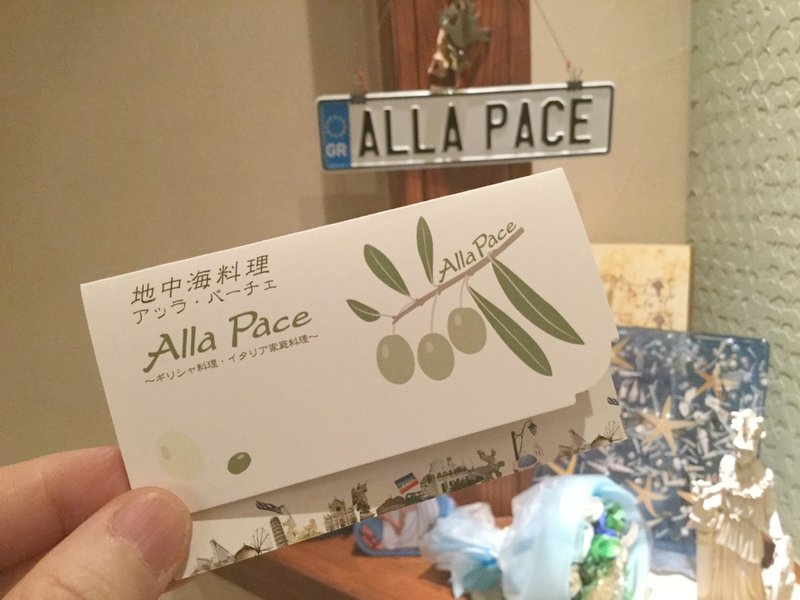 GR
ALLA PACE
地中海料理
アッラ・パーチェ
Alla Pace
～ギリシャ料理・イタリア家庭料理～
Alla Pace